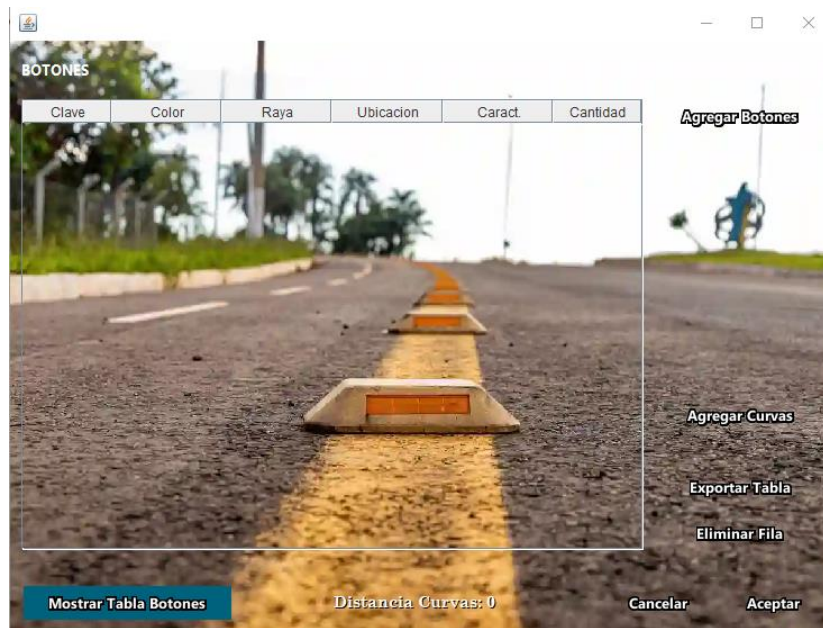 BOTONES
Clave Color Raya Ubicacion Caract. Cantidad
Agregar Botones
Agregar Curvas
Exportar Tabla
Eliminar Fila
Mostrar Tabla Botones Distancia Curvas: 0 Cancelar Aceptar